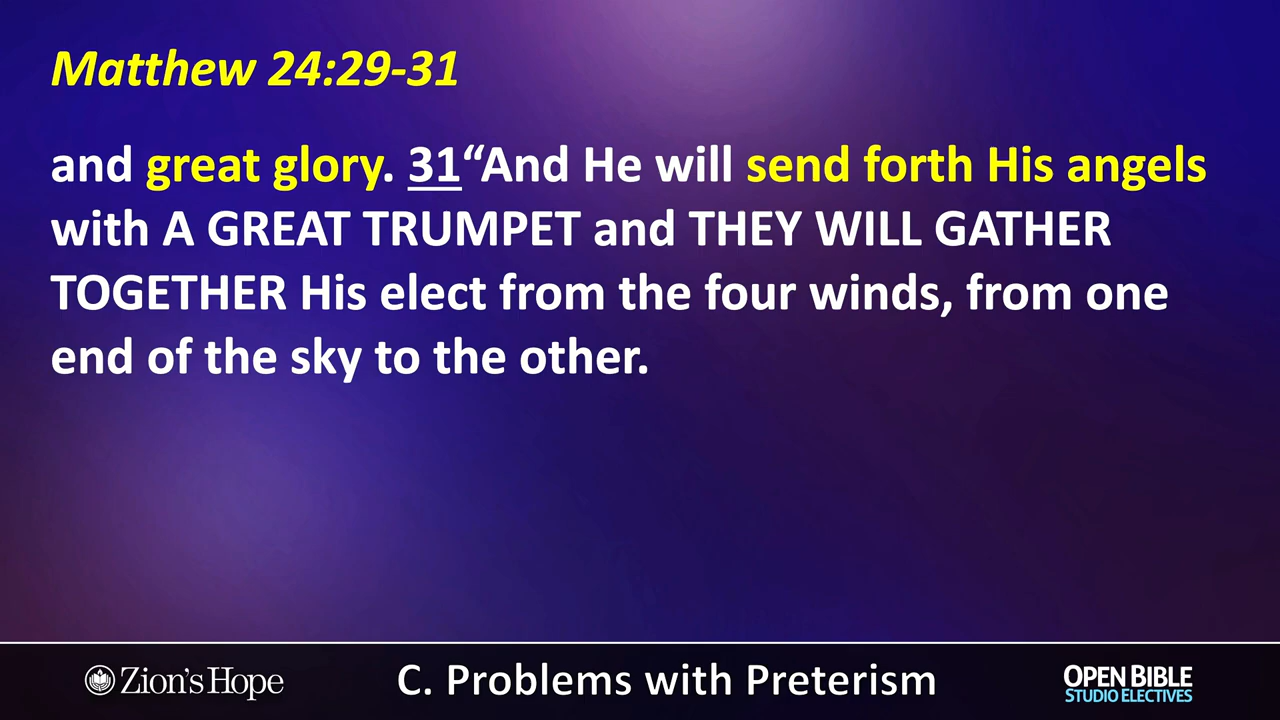 Matthew 24:29-31
and great glory. 31“And He will send forth His angels
with A GREAT TRUMPET and THEY WILL GATHER
TOGETHER His elect from the four winds, from one
end of the sky to the other.
Zion's Hope
C. Problems with Preterism
OPEN BIBLE
STUDIO ELECTIVES